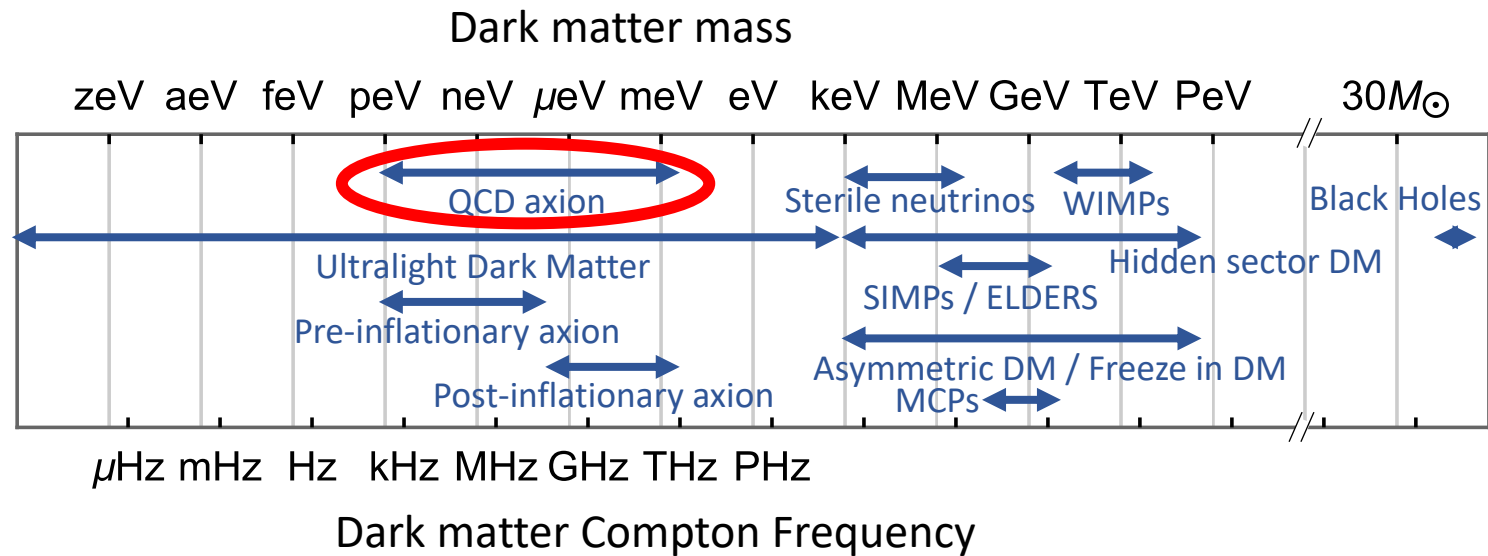 Dark matter mass
zeV aeV feV peV neV μeV meV eV keV MeV GeV TeV PeV 30M☉
QCD axion
Sterile neutrinos
WIMPs
Black Holes
Ultralight Dark Matter
Hidden sector DM
SIMPs / ELDERS
Pre-inflationary axion
Asymmetric DM / Freeze in DM
Post-inflationary axion
MCPs
μHz mHz Hz kHz MHz GHz THz PHz
Dark matter Compton Frequency